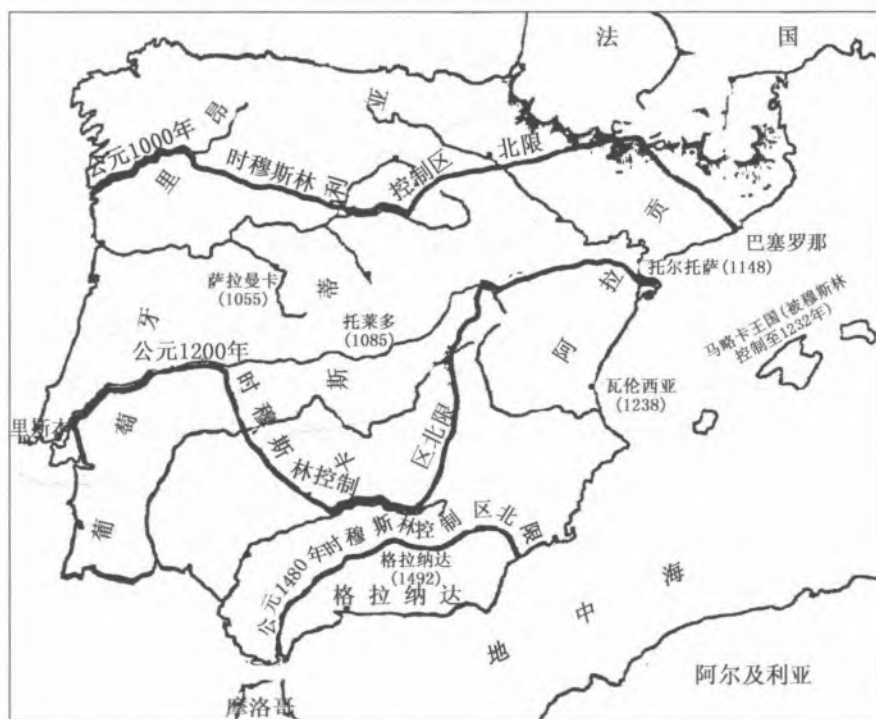 法 国
公元1000年时穆斯林控制区北限
里昂
卡斯蒂利亚
阿拉贡
巴塞罗那
托尔托萨(1148)
萨拉曼卡
(1055)
托莱多
(1085)
马略卡王国(被穆斯林
控制至1232年)
公元1200年时穆斯林控制区北限
瓦伦西亚
(1238)
里斯本
葡萄牙
公元1480年时穆斯林控制区北限
格拉纳达
(1492)
格拉纳达
地中海
阿尔及利亚
摩洛哥